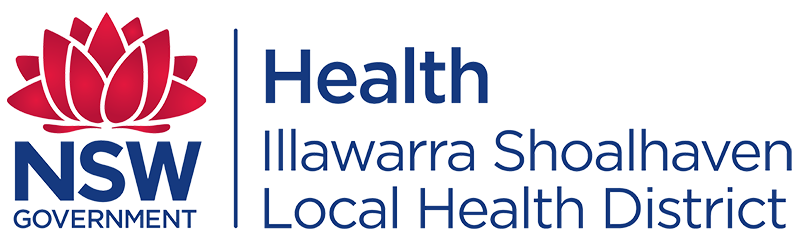 NSW
GOVERNMENT
Health
Illawarra Shoalhaven
Local Health District